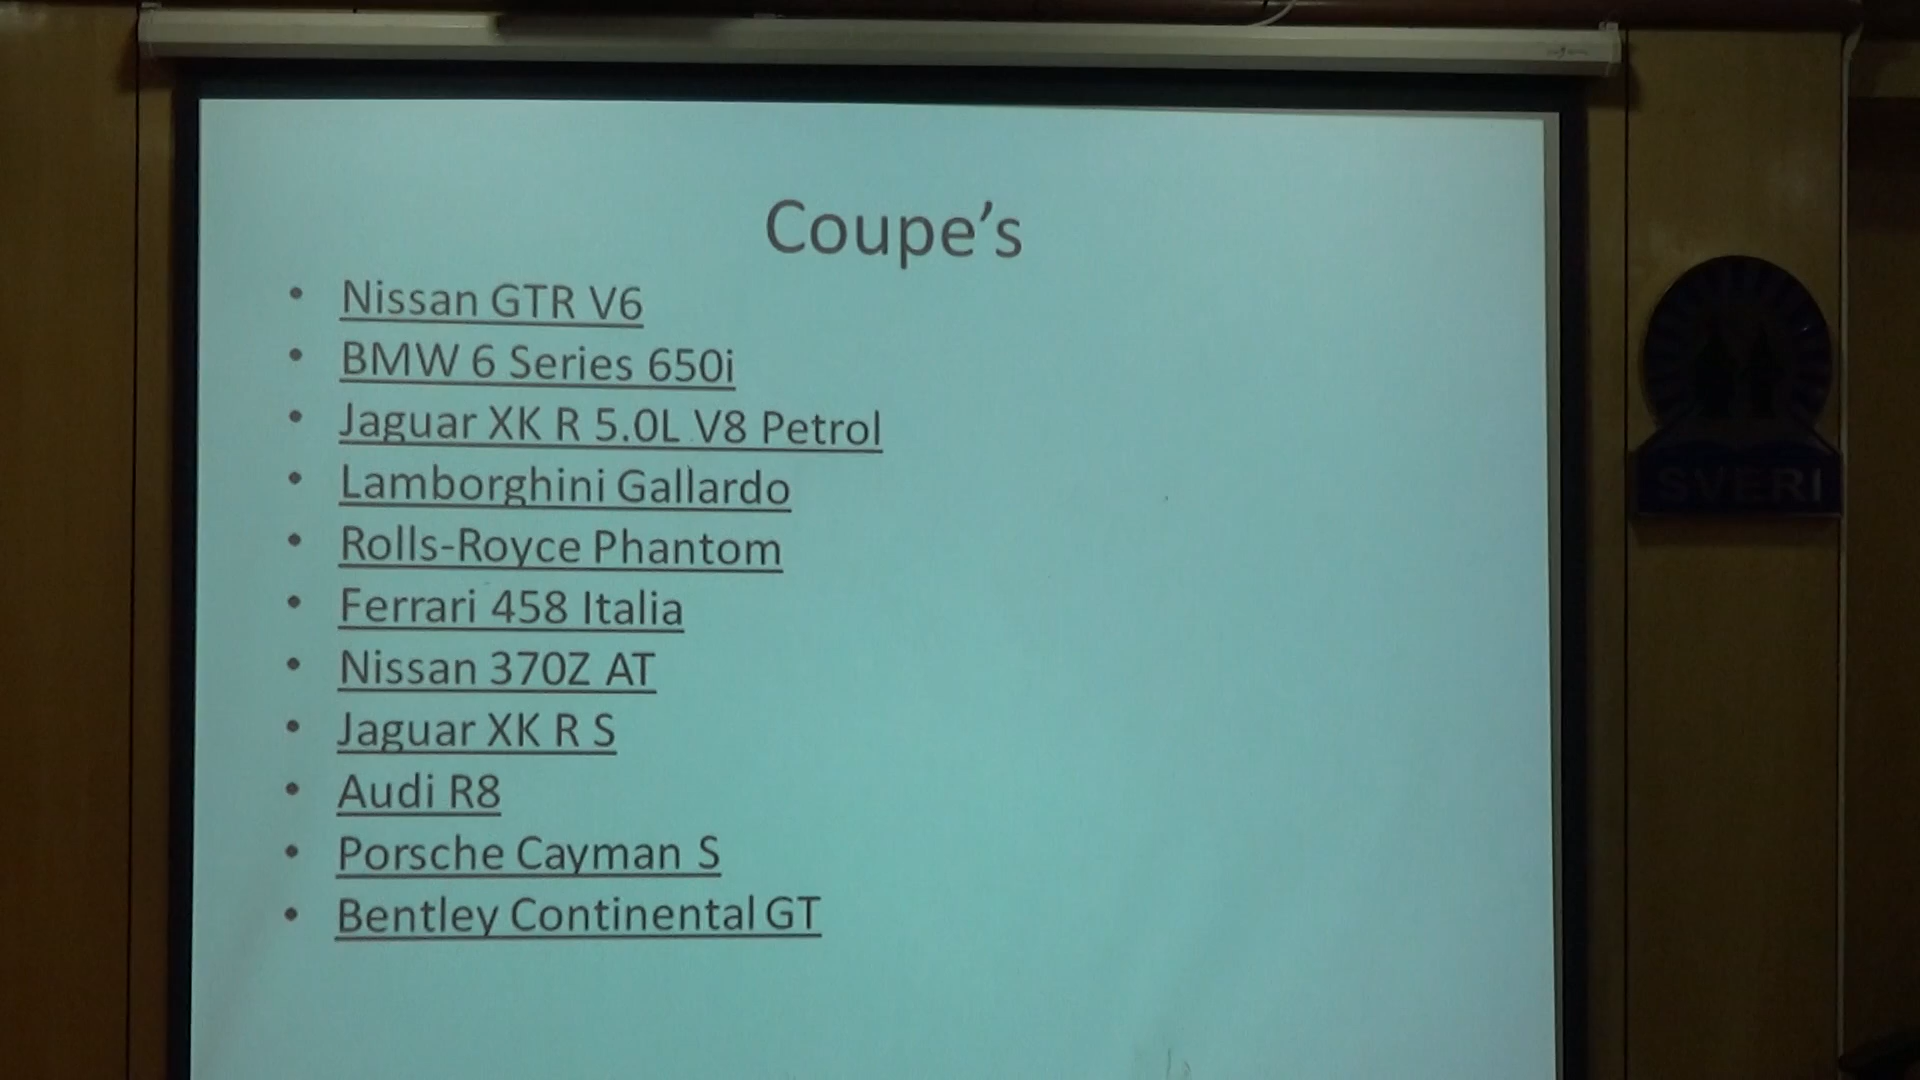 Coupe’s
• Nissan GTR V6
• BMW 6 Series 650i
• Jaguar XK R 5.0L V8 Petrol
• Lamborghini Gallardo
• Rolls-Royce Phantom
• Ferrari 458 Italia
• Nissan 370Z AT
• Jaguar XK R S
• Audi R8
• Porsche Cayman S
• Bentley Continental GT
SVERI